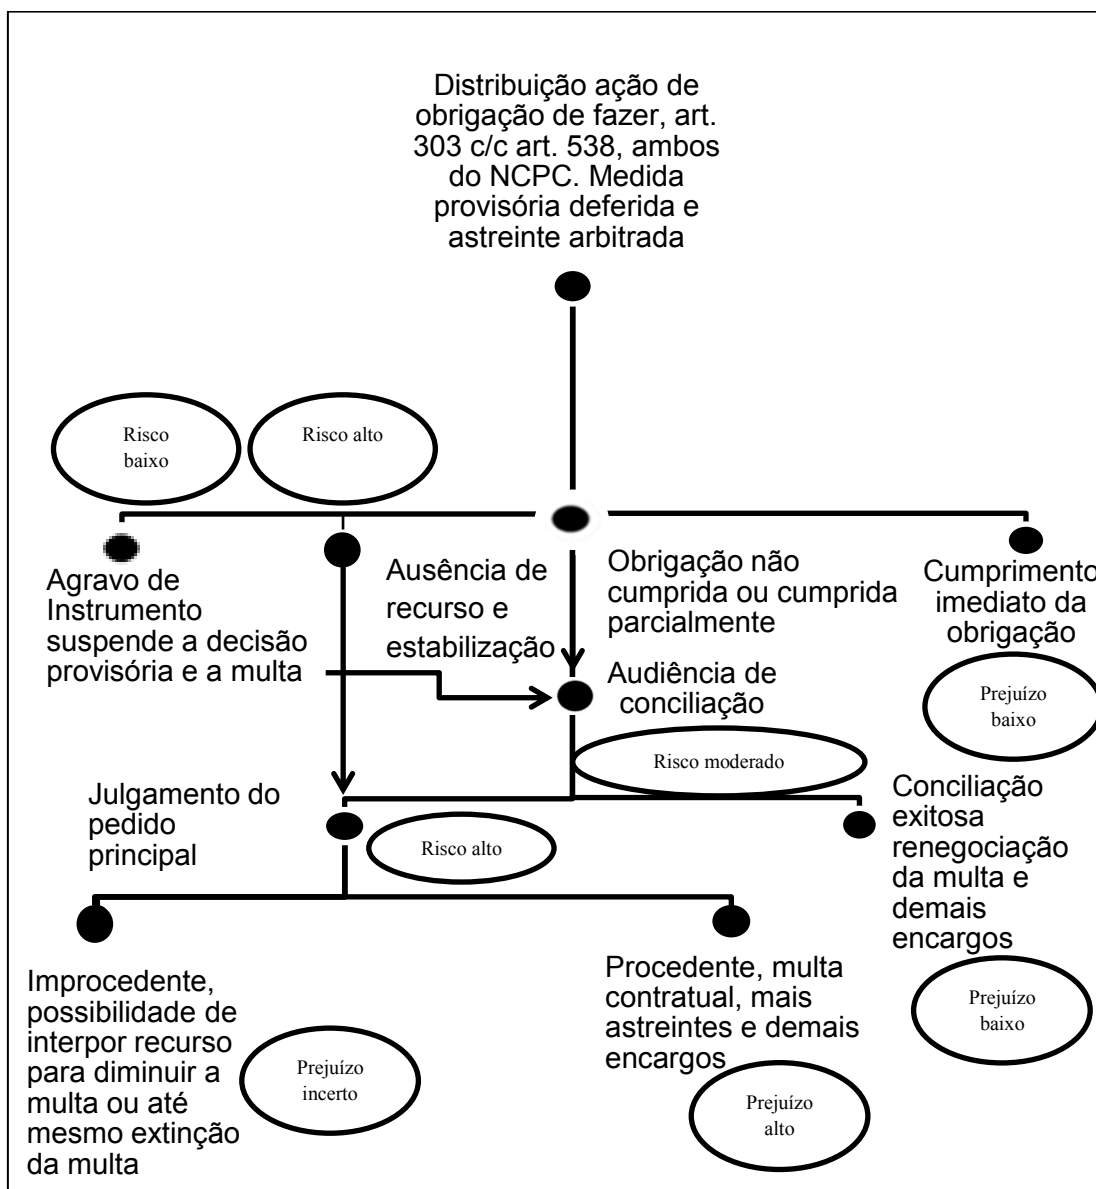 Distribuição ação de
obrigação de fazer, art.
303 c/c art. 538, ambos
do NCPC. Medida
provisória deferida e
astreinte arbitrada
Risco
baixo
Risco alto
Agravo de
Instrumento
suspende a decisão
provisória e a multa
Ausência de
recurso e
estabilização
Obrigação não
cumprida ou cumprida
parcialmente
Cumprimento
imediato da
obrigação
Prejuízo
baixo
Audiência de
conciliação
Risco moderado
Julgamento do
pedido
principal
Risco alto
Conciliação
exitosa
renegociação
da multa e
demais
encargos
Prejuízo
baixo
Improcedente,
possibilidade de
interpor recurso
para diminuir a
multa ou até
mesmo extinção
da multa
Prejuízo
incerto
Procedente, multa
contratual, mais
astreintes e demais
encargos
Prejuízo
alto